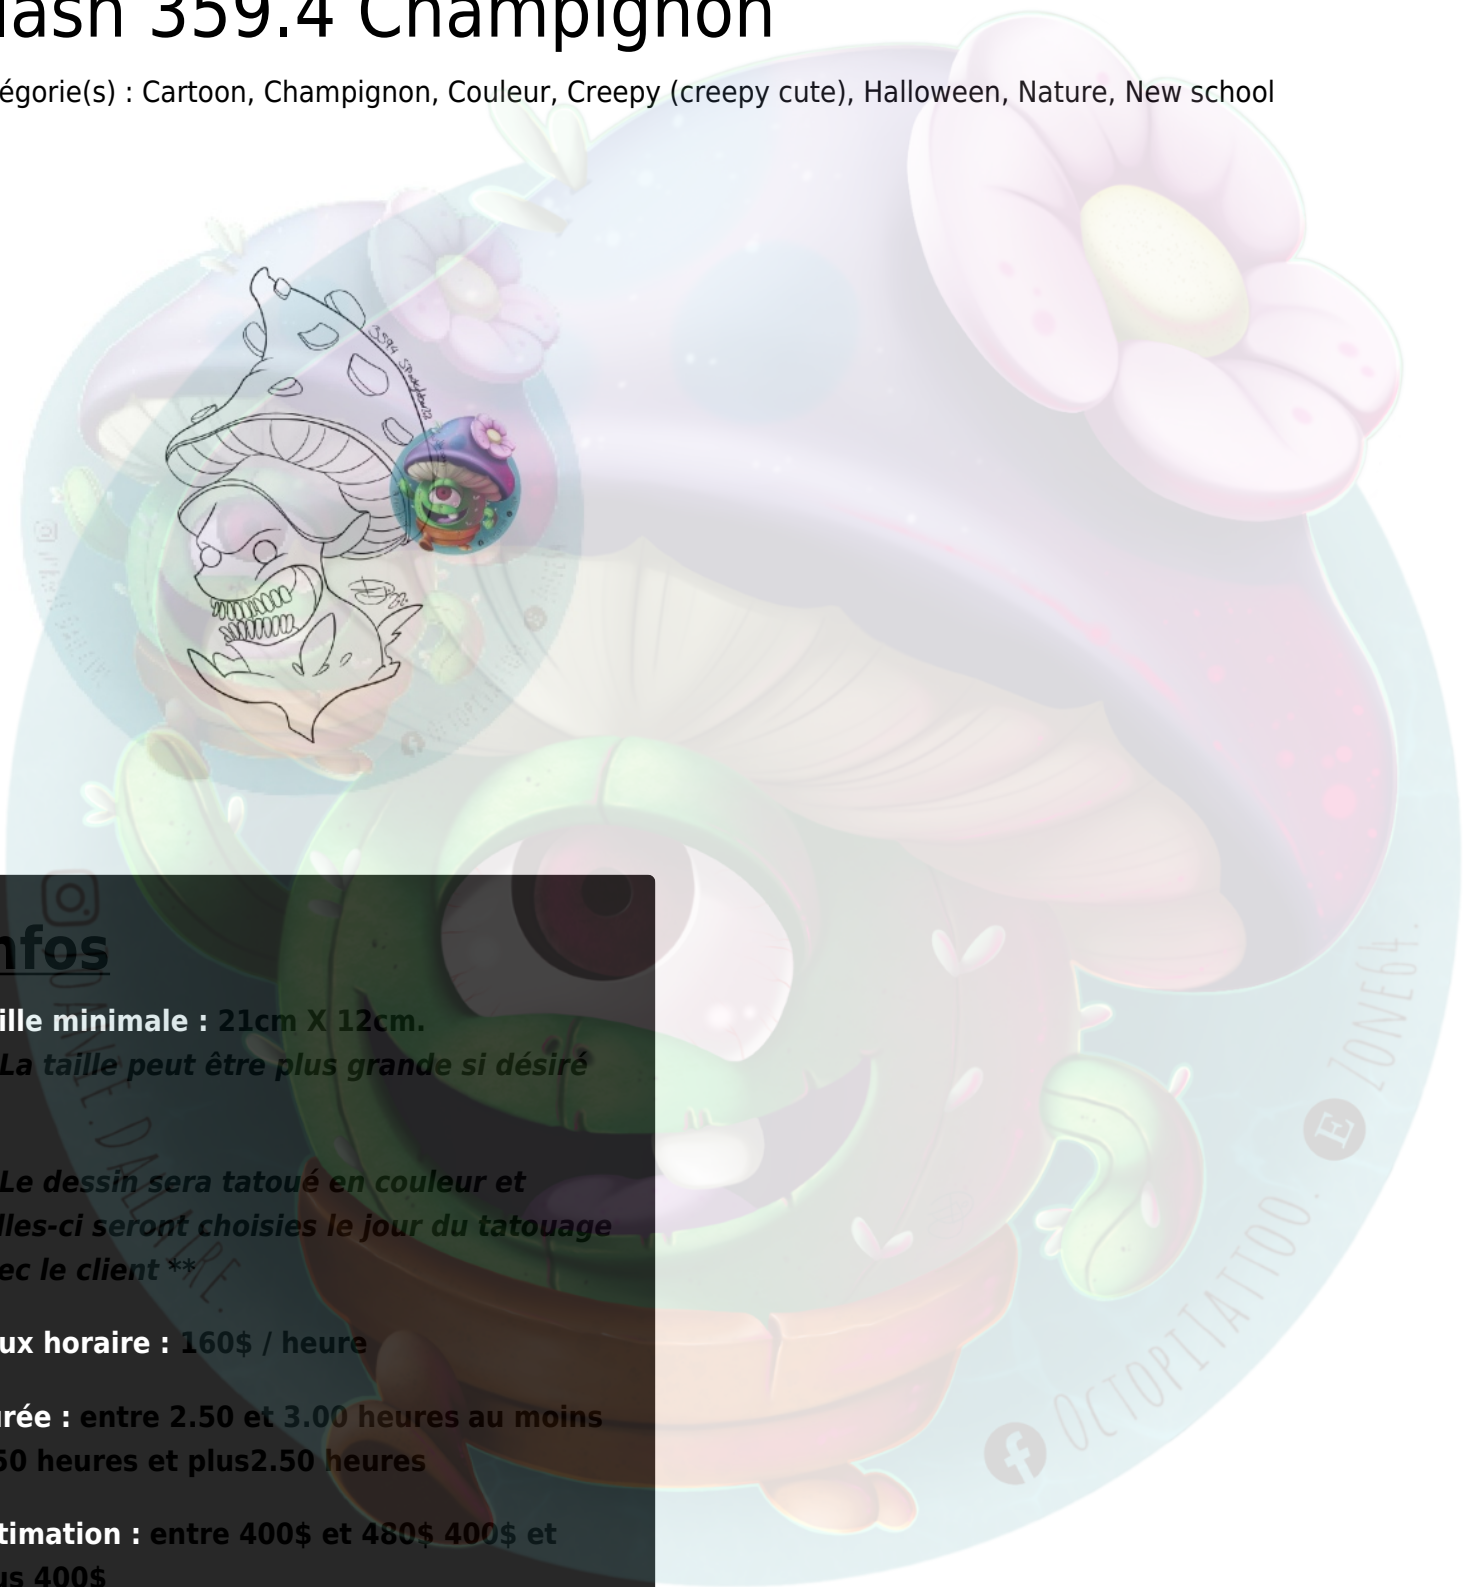 lash 359.4 Champignon
égorie(s) : Cartoon, Champignon, Couleur, Creepy (creepy cute), Halloween, Nature, New school
nfos
ille minimale : 21cm X 12cm.
La taille peut être plus grande si désiré
Le dessin sera tatoué en couleur et
lles-ci seront choisies le jour du tatouage
ec le client **
ux horaire : 160$ / heure
rée : entre 2.50 et 3.00 heures au moins
50 heures et plus2.50 heures
timation : entre 400$ et 480$ 400$ et
us 400$
OCTOPITATTOO.
E ZONE64.